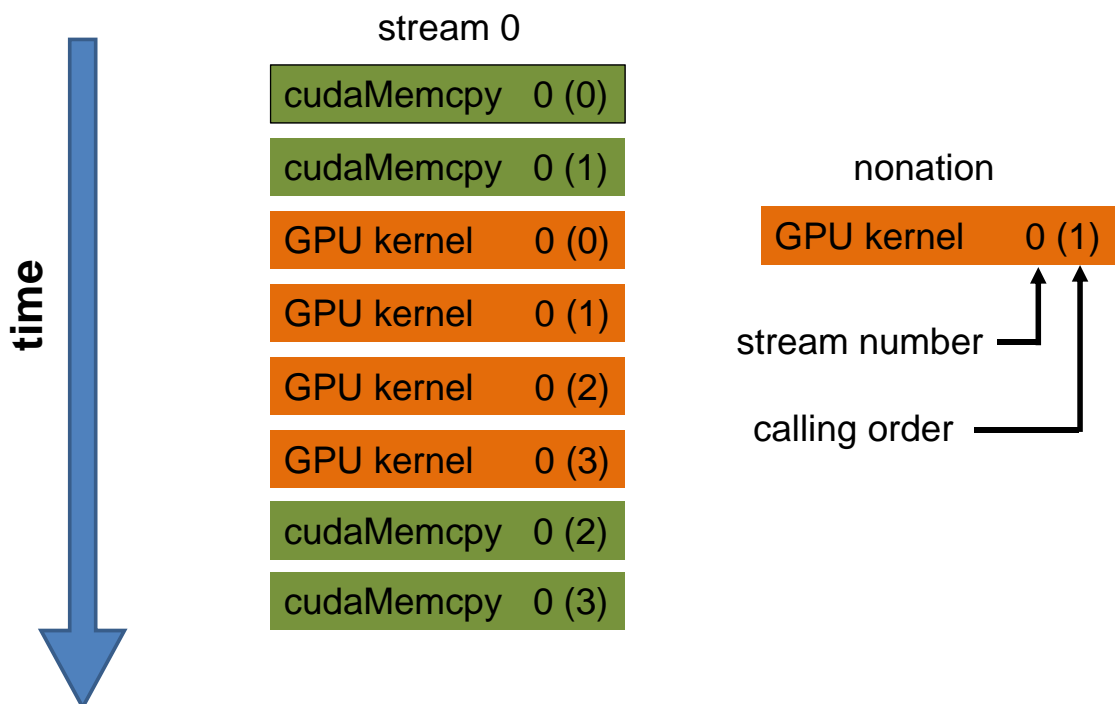 stream 0
cudaMemcpy 0 (0)
cudaMemcpy 0 (1)
GPU kernel 0 (0)
GPU kernel 0 (1)
GPU kernel 0 (2)
GPU kernel 0 (3)
cudaMemcpy 0 (2)
cudaMemcpy 0 (3)
time
nonation
GPU kernel 0 (1)
stream number
calling order